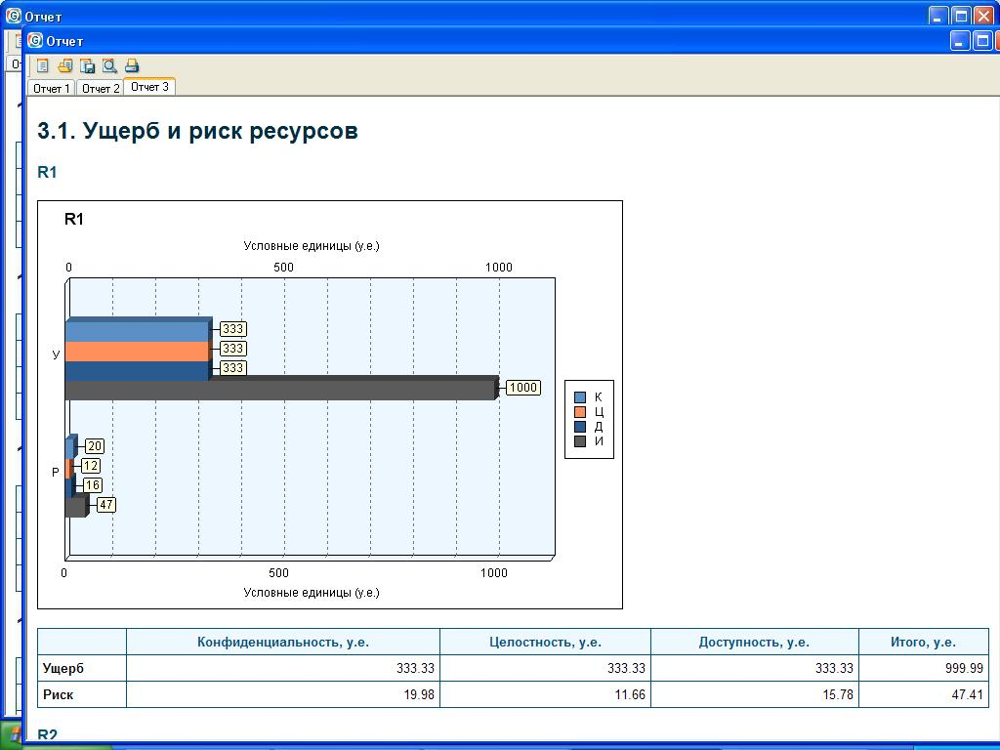 Отчет
Отчет
Отчет 1
Отчет 2
Отчет 3
3.1. Ущерб и риск ресурсов
R1
R1
Условные единицы (у.е.)
0 500 1000
У
333
333
333
1000
К
Ц
Д
И
Р
20
12
16
47
0 500 1000
Условные единицы (у.е.)
Конфиденциальность, у.е. Целостность, у.е. Доступность, у.е. Итого, у.е.
Ущерб 333.33 333.33 333.33 999.99
Риск 19.98 11.66 15.78 47.41
R2